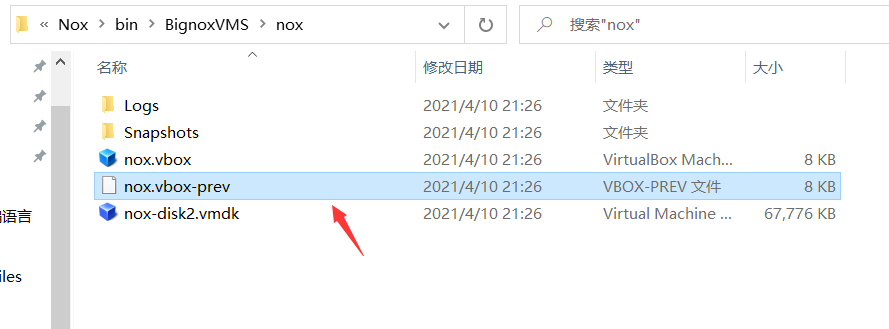 « Nox › bin › BignoxVMS › nox
搜索"nox"
名称 修改日期 类型 大小
Logs 2021/4/10 21:26 文件夹
Snapshots 2021/4/10 21:26 文件夹
nox.vbox 2021/4/10 21:26 VirtualBox Mach... 8 KB
nox.vbox-prev 2021/4/10 21:26 VBOX-PREV 文件 8 KB
nox-disk2.vmdk 2021/4/10 21:26 Virtual Machine ... 67,776 KB
语言
iles